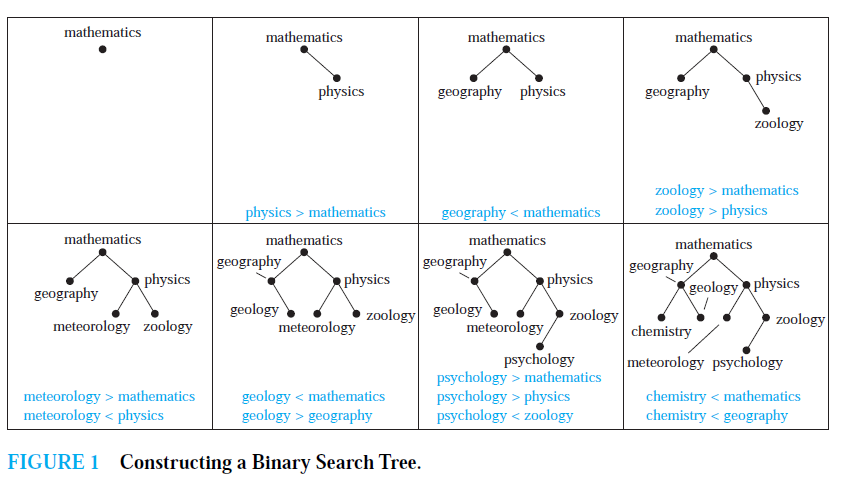 mathematics
mathematics
physics
physics > mathematics
mathematics
geography physics
geography < mathematics
mathematics
physics
geography
zoology
zoology > mathematics
zoology > physics
mathematics
physics
geography
meteorology zoology
meteorology > mathematics
meteorology < physics
mathematics
geography
physics
geology
zoology
meteorology
geology < mathematics
geology > geography
mathematics
geography
physics
geology
zoology
meteorology
psychology
psychology > mathematics
psychology > physics
psychology < zoology
mathematics
geography
geology
physics
zoology
chemistry
meteorology psychology
chemistry < mathematics
chemistry < geography
FIGURE 1 Constructing a Binary Search Tree.